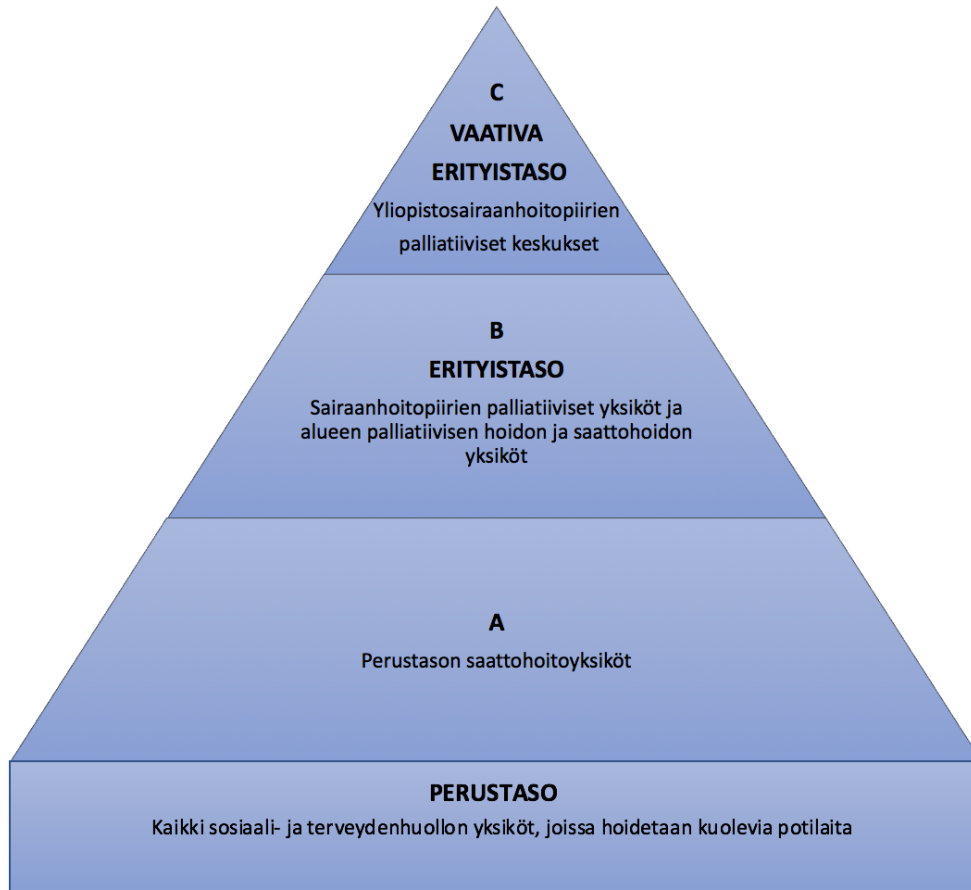 C
VAATIVA
ERITYISTASO
Yliopistosairaanhoitopiirien
palliatiiviset keskukset
B
ERITYISTASO
Sairaanhoitopiirien palliatiiviset yksiköt ja
alueen palliatiivisen hoidon ja saattohoidon
yksiköt
A
Perustason saattohoitoyksiköt
PERUSTASO
Kaikki sosiaali- ja terveydenhuollon yksiköt, joissa hoidetaan kuolevia potilaita